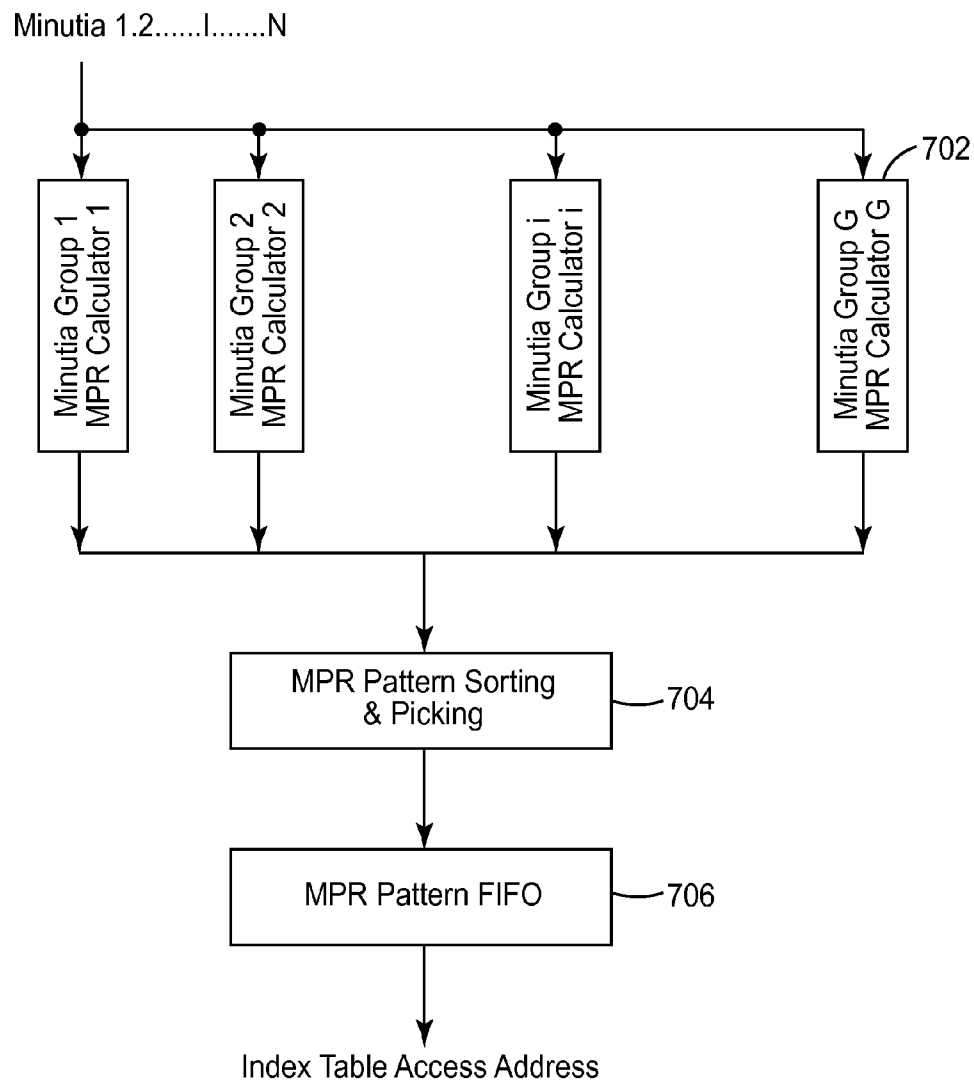 Minutia 1.2......I.......N
702
Minutia Group 1
MPR Calculator 1
Minutia Group 2
MPR Calculator 2
Minutia Group i
MPR Calculator i
Minutia Group G
MPR Calculator G
MPR Pattern Sorting
& Picking
704
MPR Pattern FIFO
706
Index Table Access Address